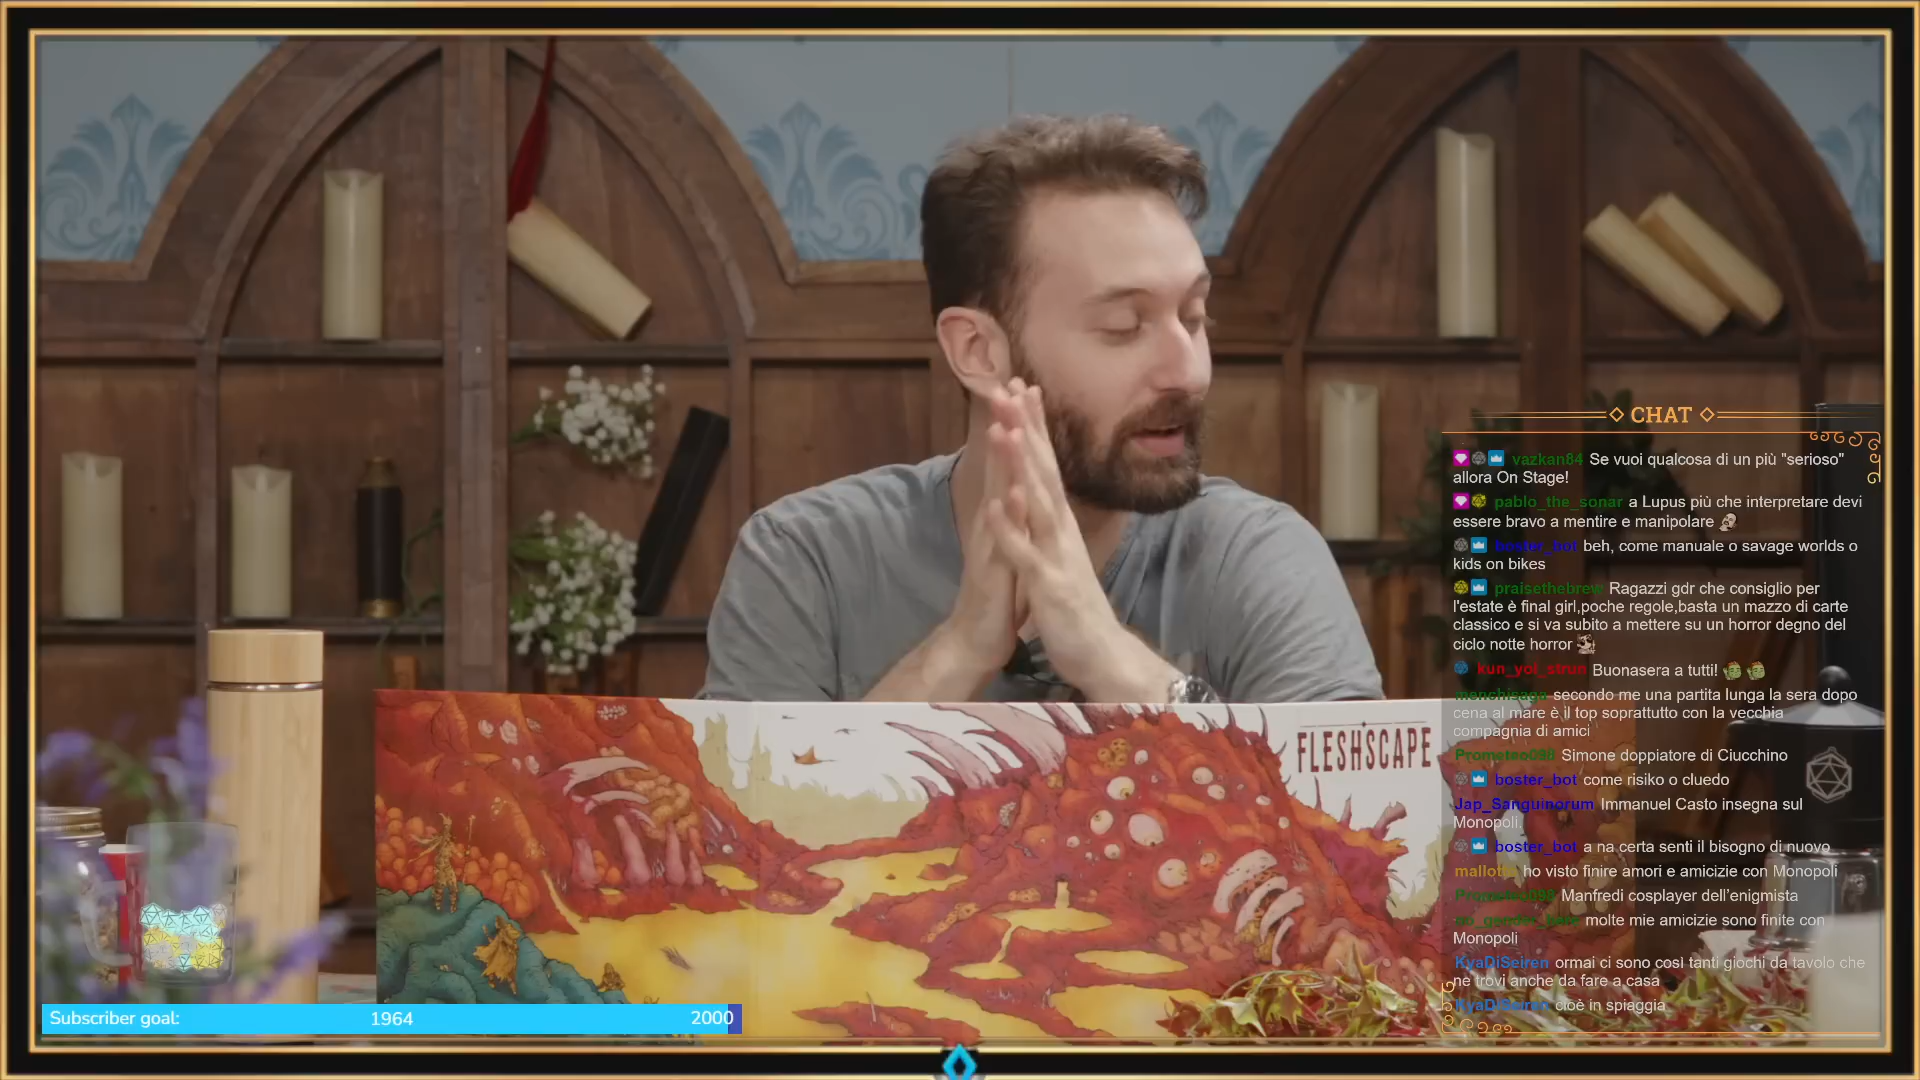 FLESHSCAPE
CHAT
vazkan84 Se vuoi qualcosa di un più "serioso"
allora On Stage!
pablo_the_sonar a Lupus più che interpretare devi
essere bravo a mentire e manipolare
boster_bot beh, come manuale o savage worlds o
kids on bikes
praisethebrew Ragazzi gdr che consiglio per
l'estate è final girl,poche regole,basta un mazzo di carte
classico e si va subito a mettere su un horror degno del
ciclo notte horror
kun_yol_strun Buonasera a tutti!
secondo me una partita lunga la sera dopo
cena al mare è il top soprattutto con la vecchia
compagnia di amici
Prometeo098 Simone doppiatore di Ciucchino
boster_bot come risiko o cluedo
Jap_Sanguinorum Immanuel Casto insegna sul
Monopoli,
boster_bot a na certa senti il bisogno di nuovo
ho visto finire amori e amicizie con Monopoli
Prometeo098 Manfredi cosplayer dell'enigmista
molte mie amicizie sono finite con
Monopoli
KyaDiSeiren ormai ci sono così tanti giochi da tavolo che
ne trovi anche da fare a casa
KyaDiSeiren cioè in spiaggia
Subscriber goal: 1964 2000